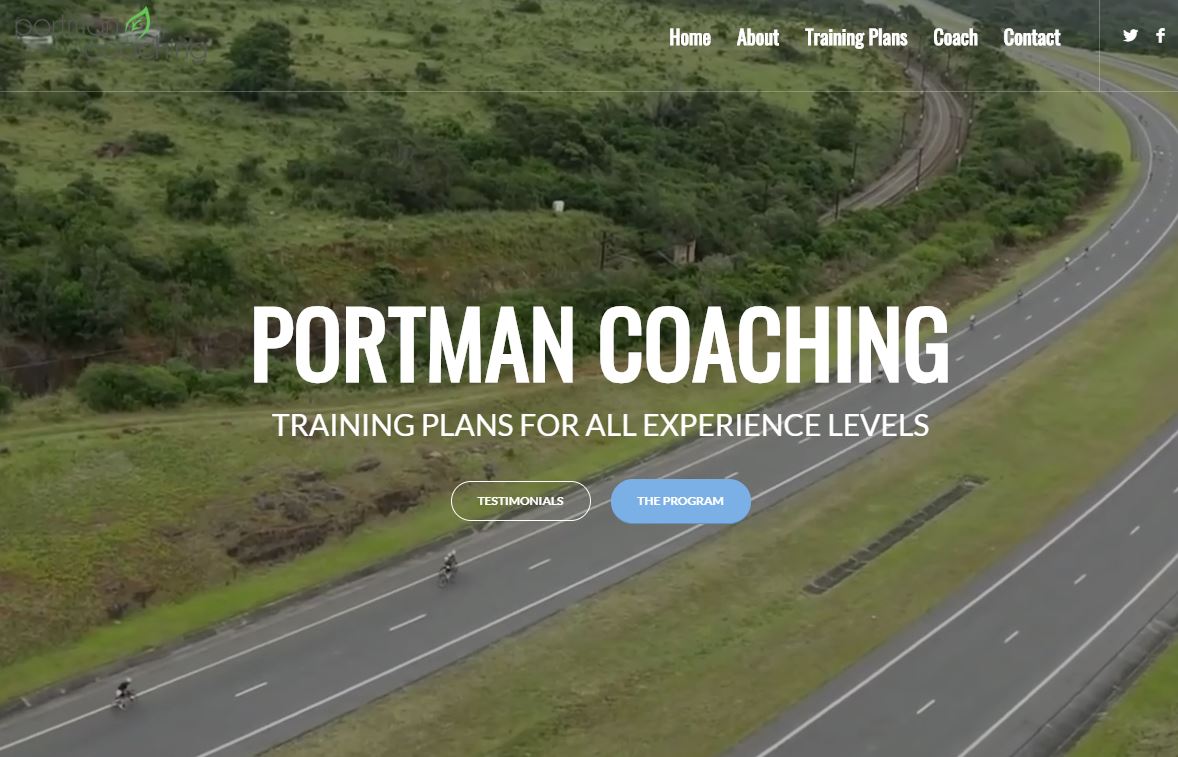 portman
coaching
Home About Training Plans Coach Contact
PORTMAN COACHING
TRAINING PLANS FOR ALL EXPERIENCE LEVELS
TESTIMONIALS THE PROGRAM